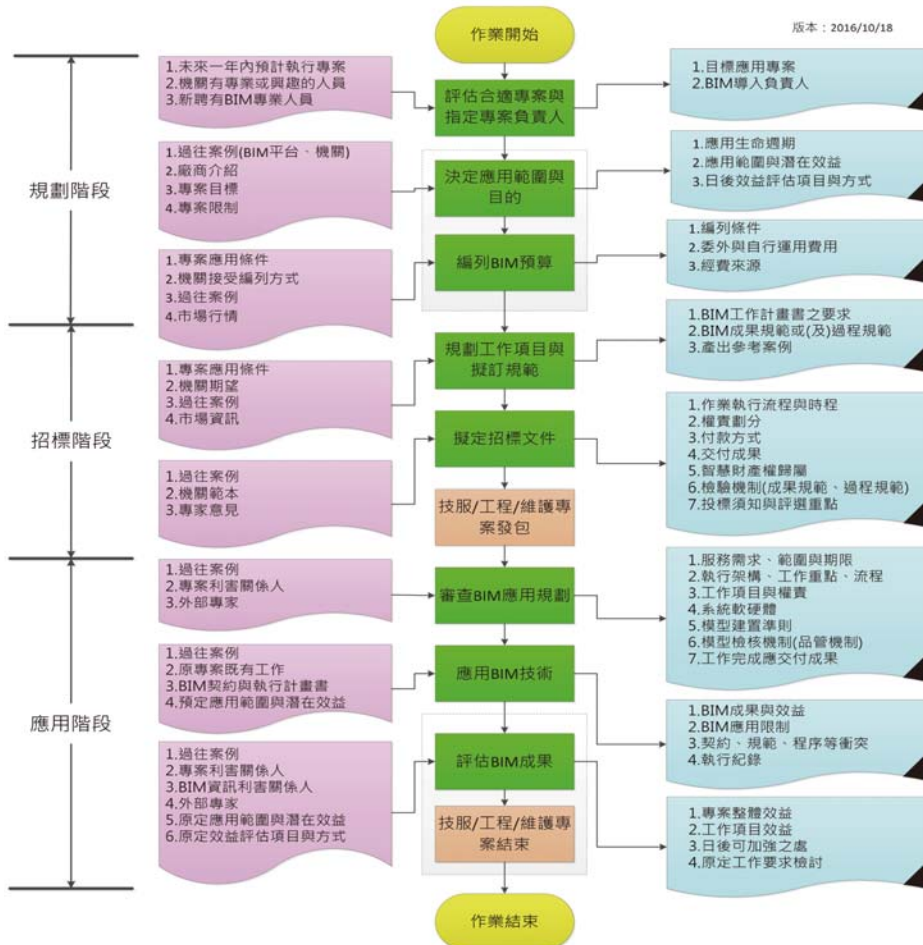 版本：2016/10/18
作業開始
規劃階段
1.未來一年內預計執行專案
2.機關有專業或興趣的人員
3.新聘有BIM專業人員
評估合適專案與
指定專案負責人
1.目標應用專案
2.BIM導入負責人
1.過往案例(BIM平台、機關)
2.廠商介紹
3.專案目標
4.專案限制
決定應用範圍與
目的
1.應用生命週期
2.應用範圍與潛在效益
3.日後效益評估項目與方式
1.專案應用條件
2.機關接受編列方式
3.過往案例
4.市場行情
編列BIM預算
1.編列條件
2.委外與自行運用費用
3.經費來源
招標階段
1.專案應用條件
2.機關期望
3.過往案例
4.市場資訊
規劃工作項目與
擬訂規範
1.BIM工作計畫書之要求
2.BIM成果規範或(及)過程規範
3.產出參考案例
1.過往案例
2.機關範本
3.專家意見
擬定招標文件
1.作業執行流程與時程
2.權責劃分
3.付款方式
4.交付成果
5.智慧財產權歸屬
6.檢驗機制(成果規範、過程規範)
7.投標須知與評選重點
技服/工程/維護專
案發包
應用階段
1.過往案例
2.專案利害關係人
3.外部專家
審查BIM應用規劃
1.服務需求、範圍與期限
2.執行架構、工作重點、流程
3.工作項目與權責
4.系統軟硬體
5.模型建置準則
6.模型檢核機制(品管機制)
7.工作完成應交付成果
1.過往案例
2.原專案既有工作
3.BIM契約與執行計畫書
4.預定應用範圍與潛在效益
應用BIM技術
1.BIM成果與效益
2.BIM應用限制
3.契約、規範、程序等衝突
4.執行紀錄
1.過往案例
2.專案利害關係人
3.BIM資訊利害關係人
4.外部專家
5.原定應用範圍與潛在效益
6.原定效益評估項目與方式
評估BIM成果
1.專案整體效益
2.工作項目效益
3.日後可加強之處
4.原定工作要求檢討
技服/工程/維護專
案結束
作業結束